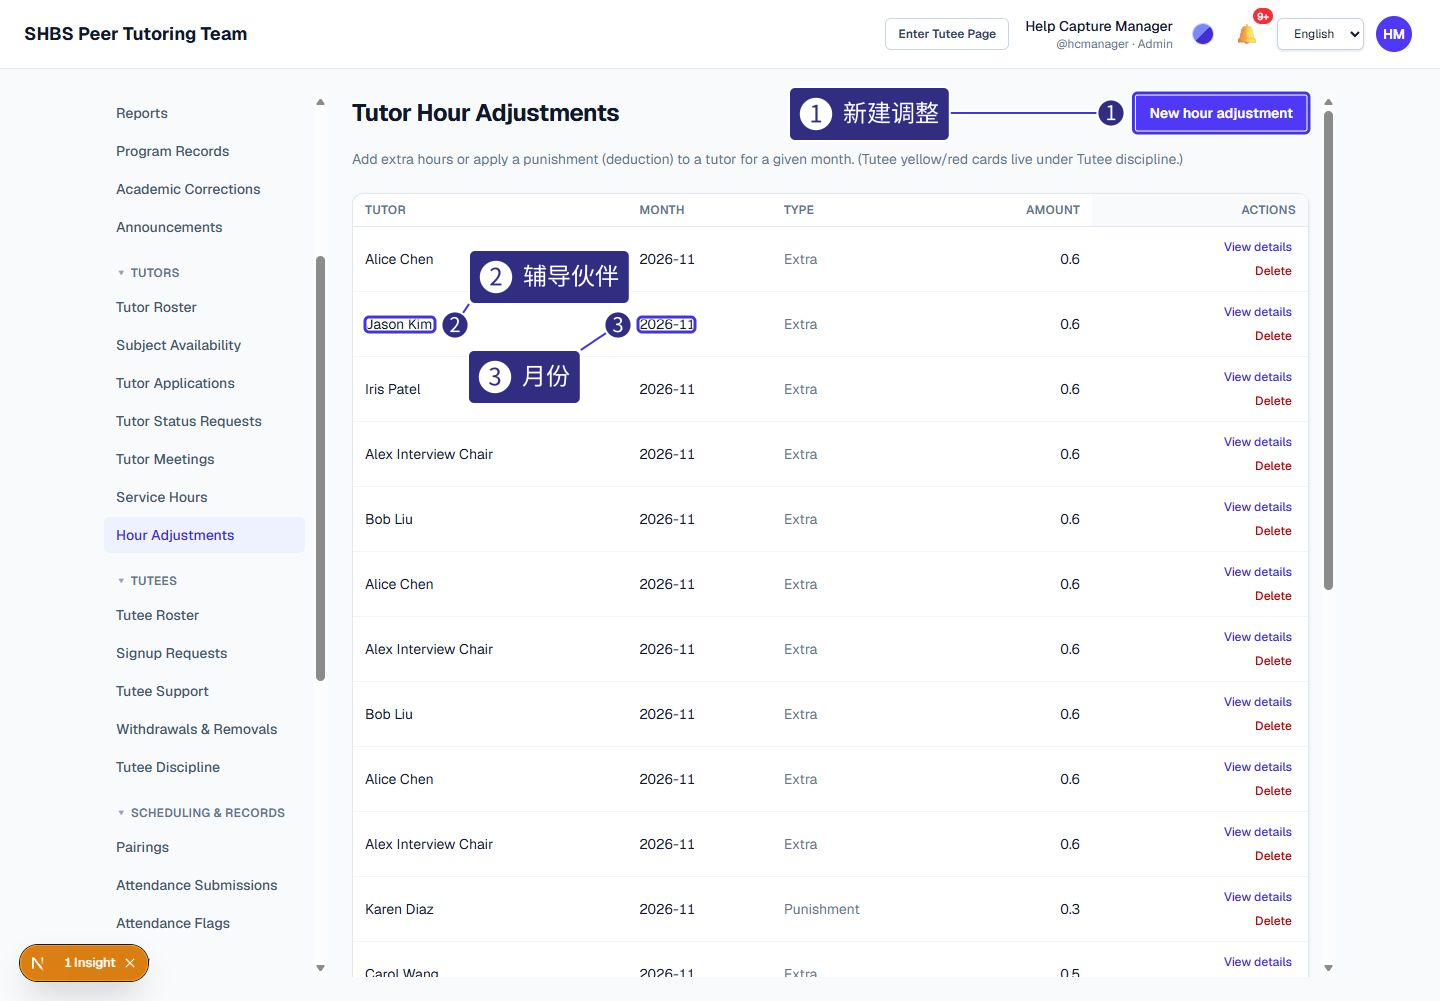 SHBS Peer Tutoring Team
Enter Tutee Page
Help Capture Manager
@hcmanager · Admin
9+
English
HM
Reports
Program Records
Academic Corrections
Announcements
TUTORS
Tutor Roster
Subject Availability
Tutor Applications
Tutor Status Requests
Tutor Meetings
Service Hours
Hour Adjustments
TUTEES
Tutee Roster
Signup Requests
Tutee Support
Withdrawals & Removals
Tutee Discipline
SCHEDULING & RECORDS
Pairings
Attendance Submissions
Attendance Flags
1 Insight
Tutor Hour Adjustments
1 新建调整
1
New hour adjustment
Add extra hours or apply a punishment (deduction) to a tutor for a given month. (Tutee yellow/red cards live under Tutee discipline.)
TUTOR MONTH TYPE AMOUNT ACTIONS
Alice Chen 2026-11 Extra 0.6 View details Delete
2 辅导伙伴
Jason Kim 2 3 2026-11 Extra 0.6 View details Delete
3 月份
Iris Patel 2026-11 Extra 0.6 View details Delete
Alex Interview Chair 2026-11 Extra 0.6 View details Delete
Bob Liu 2026-11 Extra 0.6 View details Delete
Alice Chen 2026-11 Extra 0.6 View details Delete
Alex Interview Chair 2026-11 Extra 0.6 View details Delete
Bob Liu 2026-11 Extra 0.6 View details Delete
Alice Chen 2026-11 Extra 0.6 View details Delete
Alex Interview Chair 2026-11 Extra 0.6 View details Delete
Karen Diaz 2026-11 Punishment 0.3 View details Delete
Carol Wang 2026-11 Extra 0.5 View details